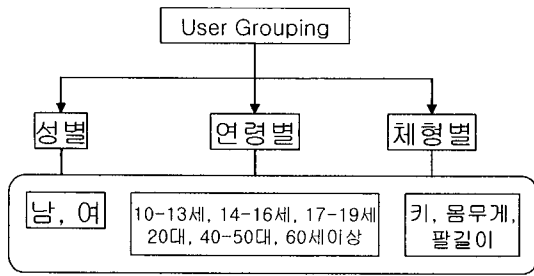 User Grouping
성별
연령별
체형별
남, 여
10-13세, 14-16세, 17-19세
20대, 40-50대, 60세이상
키, 몸무게,
팔길이